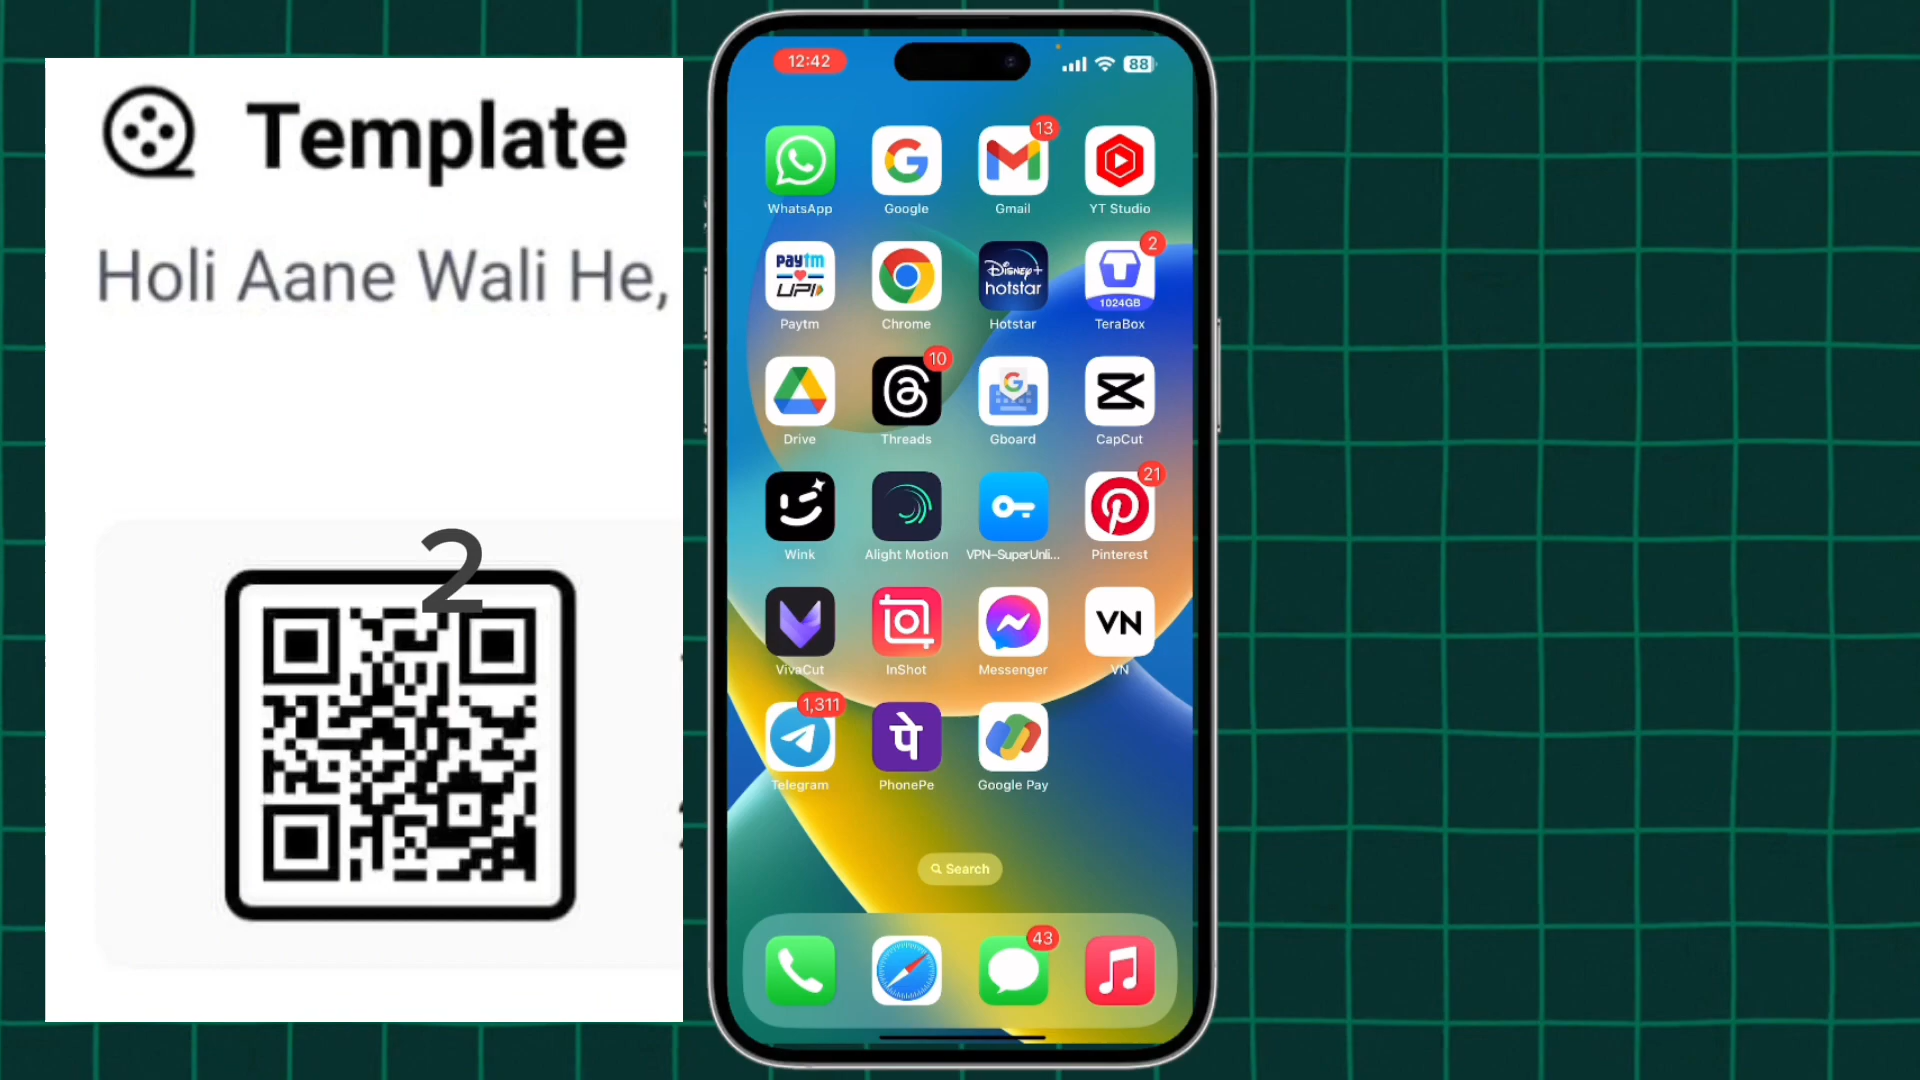 Template
Holi Aane Wali He,
2
12:42
88
13
WhatsApp Google Gmail YT Studio
paytm
UPI
Disney+
hotstar
2
1024GB
Paytm Chrome Hotstar TeraBox
10
Drive Threads Gboard CapCut
21
Wink Alight Motion VPN–SuperUnli... Pinterest
VN
VivaCut InShot Messenger VN
1,311
पे
Telegram PhonePe Google Pay
Search
43